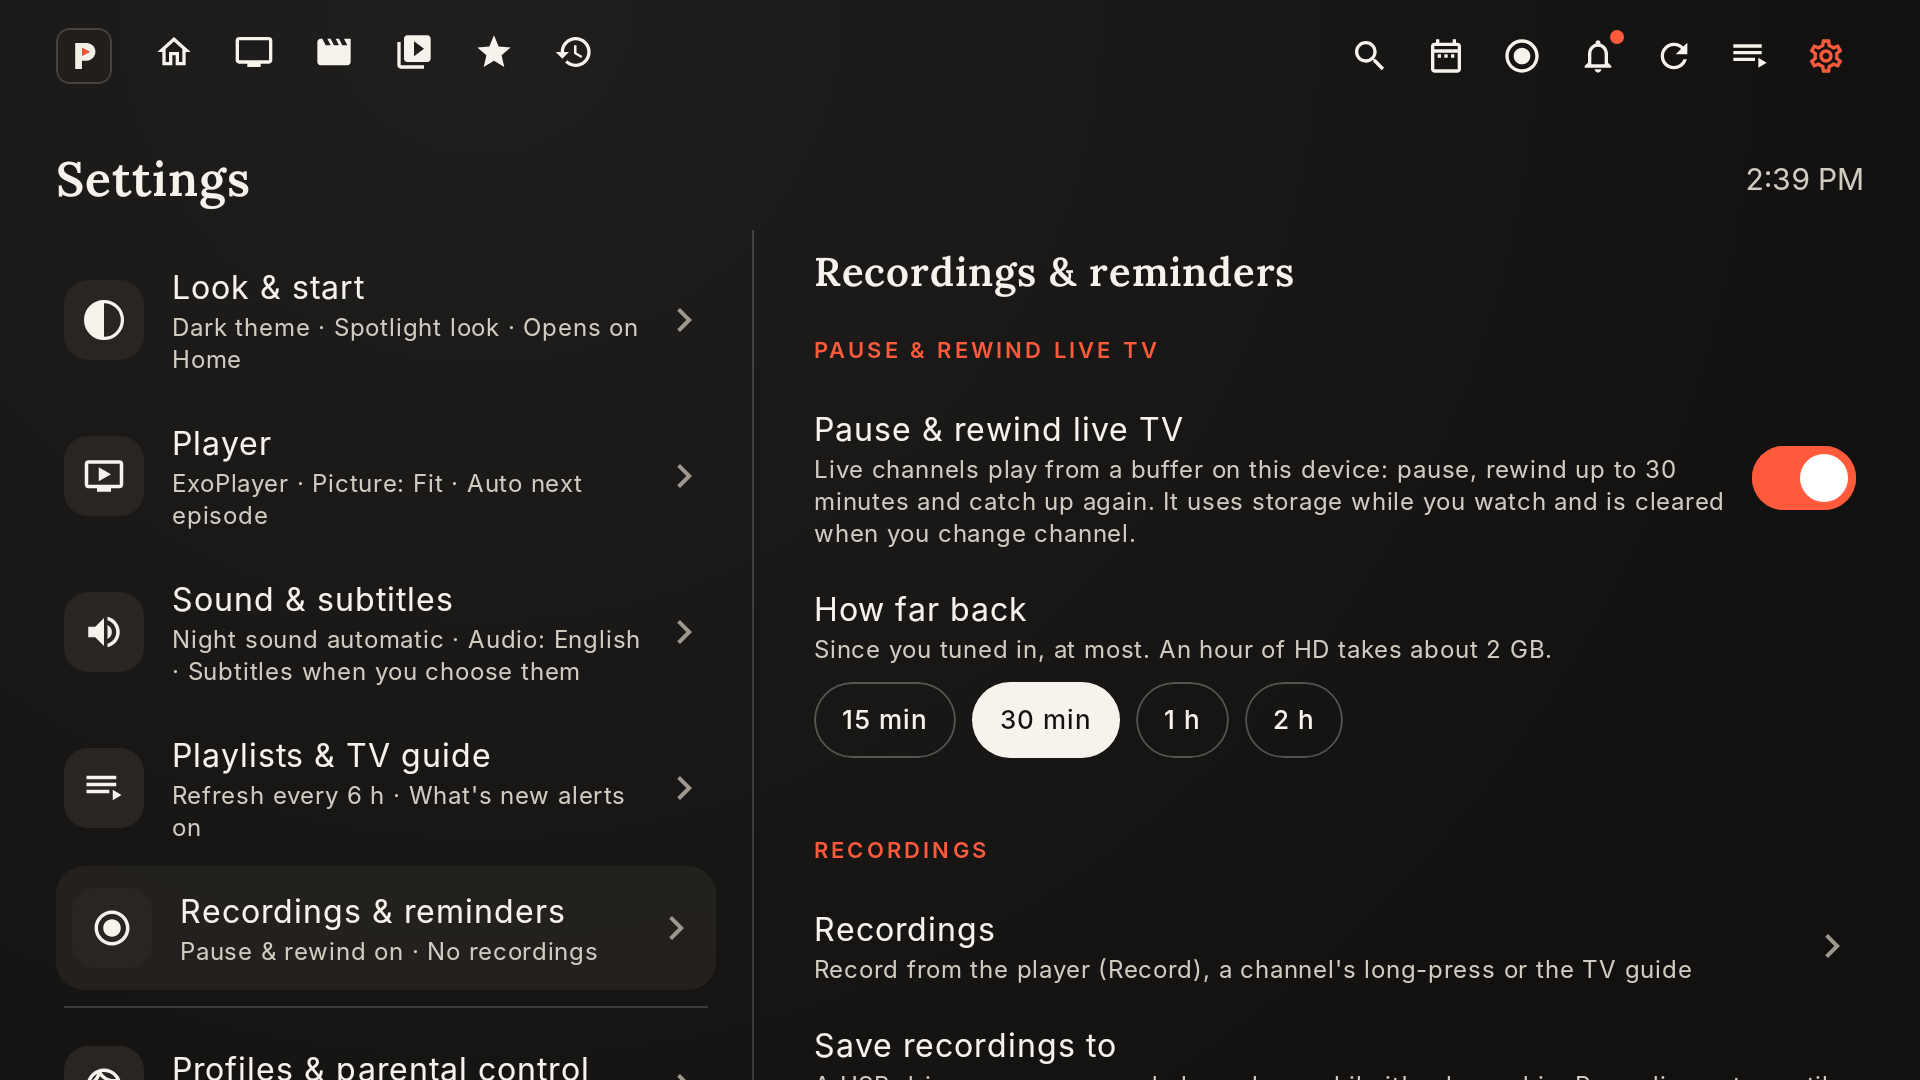 Settings
2:39 PM
Look & start
Dark theme · Spotlight look · Opens on
Home
Player
ExoPlayer · Picture: Fit · Auto next
episode
Sound & subtitles
Night sound automatic · Audio: English
· Subtitles when you choose them
Playlists & TV guide
Refresh every 6 h · What's new alerts
on
Recordings & reminders
Pause & rewind on · No recordings
Profiles & parental control
Recordings & reminders
PAUSE & REWIND LIVE TV
Pause & rewind live TV
Live channels play from a buffer on this device: pause, rewind up to 30
minutes and catch up again. It uses storage while you watch and is cleared
when you change channel.
How far back
Since you tuned in, at most. An hour of HD takes about 2 GB.
15 min
30 min
1 h
2 h
RECORDINGS
Recordings
Record from the player (Record), a channel's long-press or the TV guide
Save recordings to